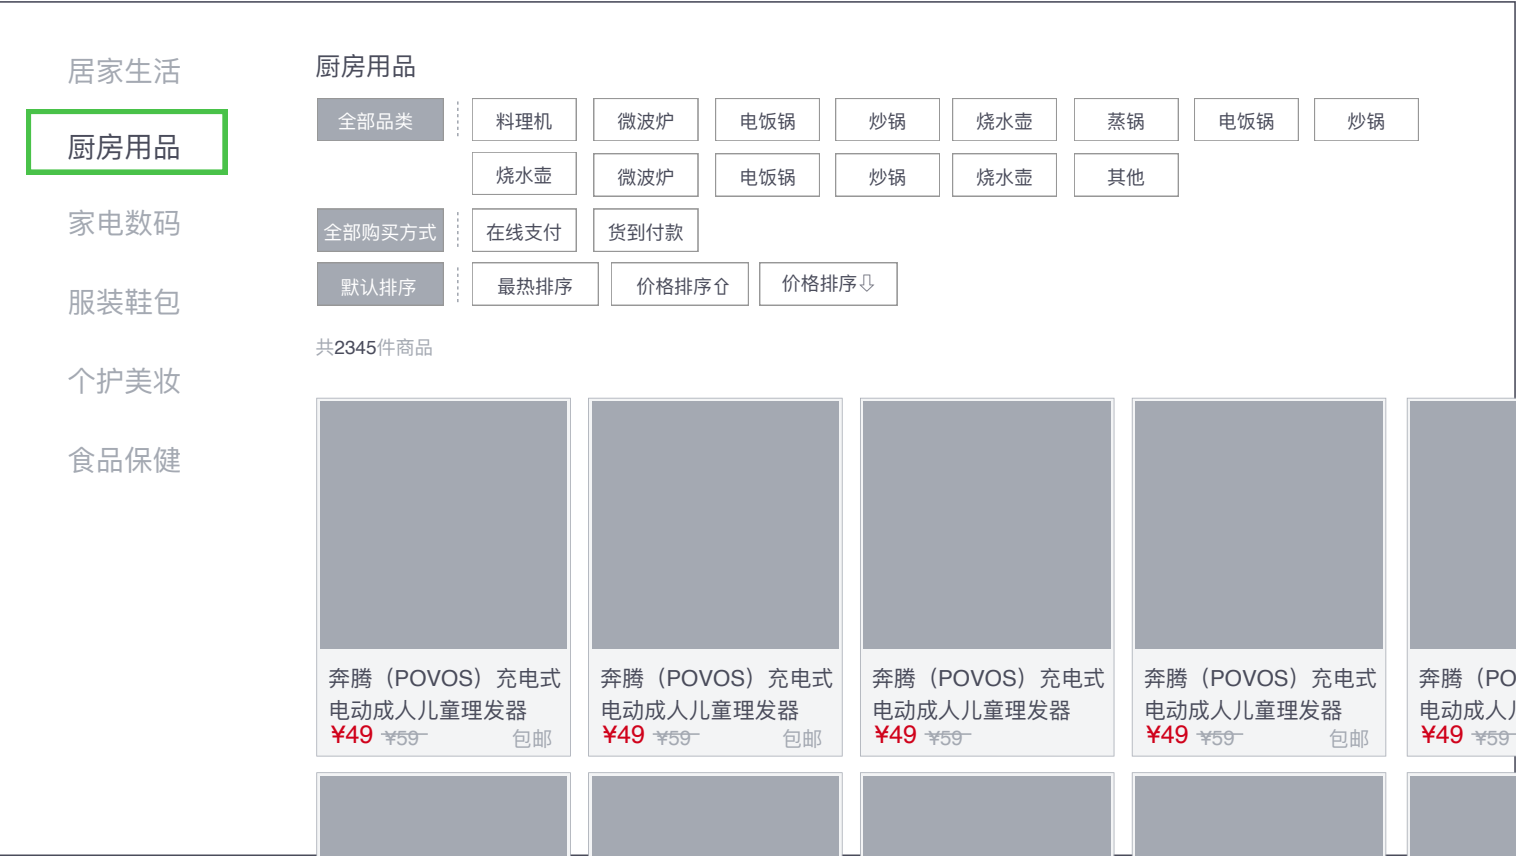 居家生活
厨房用品
家电数码
服装鞋包
个护美妆
食品保健
厨房用品
全部品类 料理机 微波炉 电饭锅 炒锅 烧水壶 蒸锅 电饭锅 炒锅
烧水壶 微波炉 电饭锅 炒锅 烧水壶 其他
全部购买方式 在线支付 货到付款
默认排序 最热排序 价格排序⇧ 价格排序⇩
共2345件商品
奔腾（POVOS）充电式
电动成人儿童理发器
¥49 ¥59 包邮
奔腾（POVOS）充电式
电动成人儿童理发器
¥49 ¥59 包邮
奔腾（POVOS）充电式
电动成人儿童理发器
¥49 ¥59
奔腾（POVOS）充电式
电动成人儿童理发器
¥49 ¥59 包邮
奔腾（PO
电动成人
¥49 ¥59